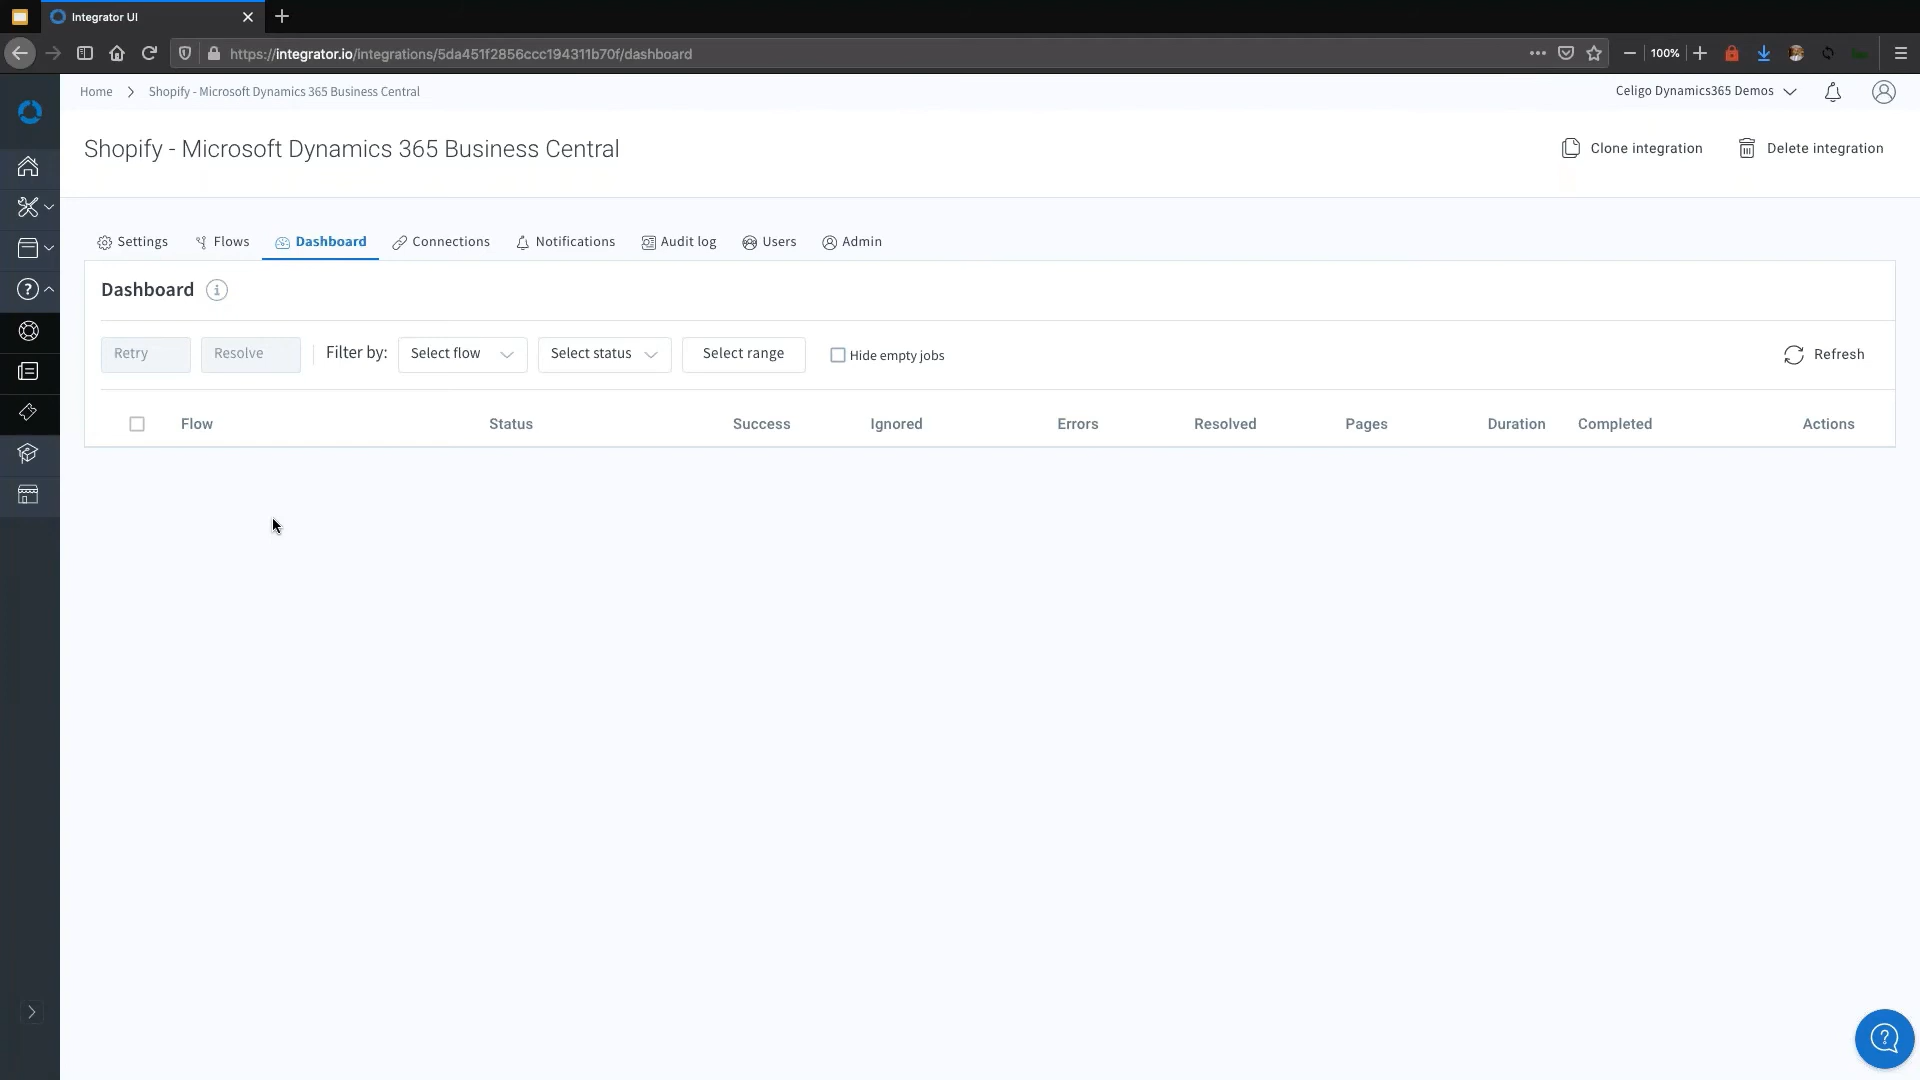 Integrator UI
https://integrator.io/integrations/5da451f2856ccc194311b70f/dashboard
100%
Home
Shopify - Microsoft Dynamics 365 Business Central
Celigo Dynamics365 Demos
Shopify - Microsoft Dynamics 365 Business Central
Clone integration
Delete integration
Settings
Flows
Dashboard
Connections
Notifications
Audit log
Users
Admin
Dashboard
Retry
Resolve
Filter by:
Select flow
Select status
Select range
Hide empty jobs
Refresh
Flow
Status
Success
Ignored
Errors
Resolved
Pages
Duration
Completed
Actions